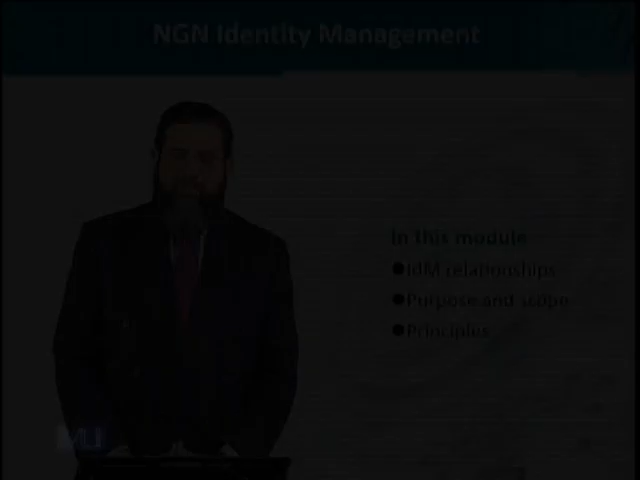 NGN Identity Management
In this module
●IdM relationships
●Purpose and scope
●Principles